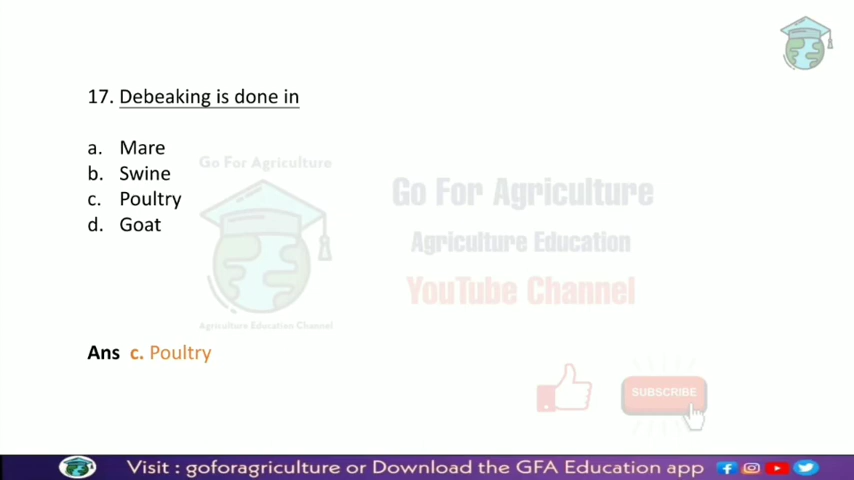 17. Debeaking is done in
a. Mare
b. Swine
c. Poultry
d. Goat
Go For Agriculture
Agriculture Education Channel
Go For Agriculture
Agriculture Education
YouTube Channel
Ans c. Poultry
SUBSCRIBE
Visit : goforagriculture or Download the GFA Education app